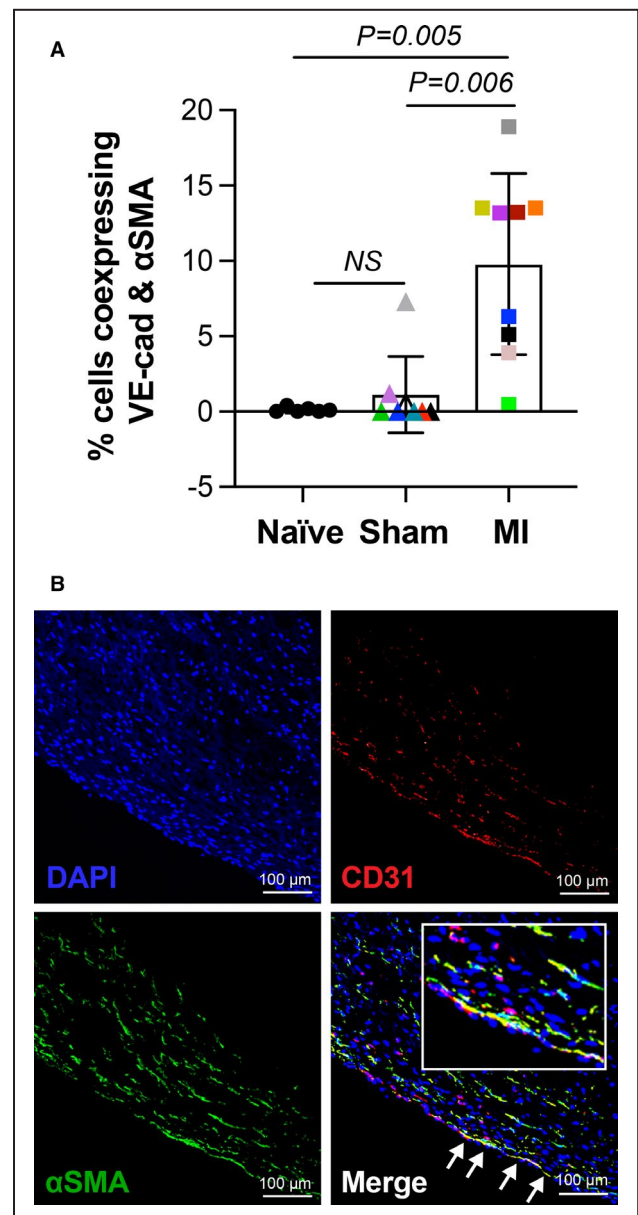 A
P=0.005
P=0.006
NS
% cells coexpressing
VE-cad & αSMA
20
15
10
5
0
-5
Naïve Sham MI
B
DAPI
100 µm
CD31
100 µm
αSMA
100 µm
Merge
100 µm